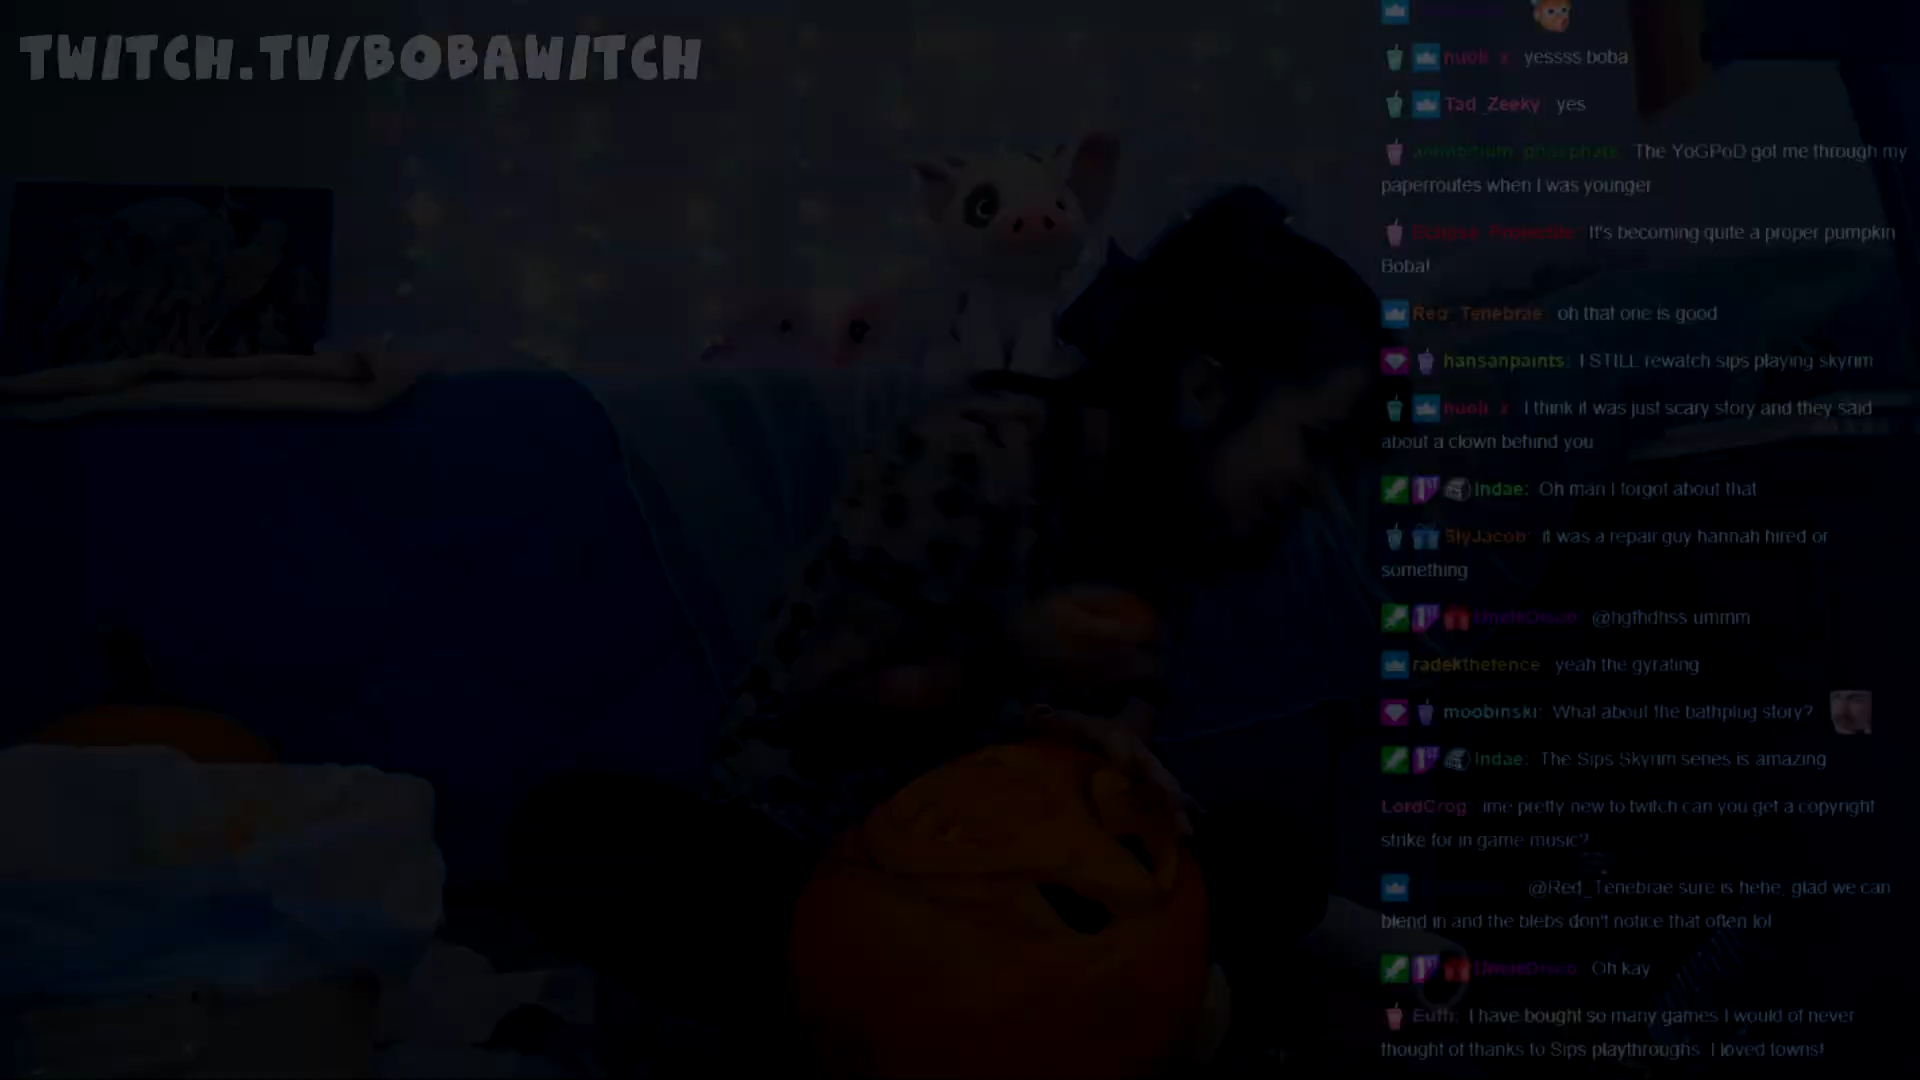 TWITCH.TV/BOBAWITCH
nuoli_x: yessss boba
Tad_Zeeky: yes
The YoGPoD got me through my
paperroutes when I was younger
It's becoming quite a proper pumpkin
Boba!
Red_Tenebrae: oh that one is good
hansanpaints: I STILL rewatch sips playing skyrim
nuoli_x: I think it was just scary story and they said
about a clown behind you
Indae: Oh man I forgot about that
SlyJacob: it was a repair guy hannah hired or
something
@hgfhdhss ummm
radekthefence: yeah the gyrating
moobinski: What about the bathplug story?
Indae: The Sips Skyrim series is amazing
LordCrog: ime pretty new to twitch can you get a copyright
strike for in game music?
@Red_Tenebrae sure is hehe, glad we can
blend in and the blebs don't notice that often lol
Oh kay
I have bought so many games I would of never
thought of thanks to Sips playthroughs. I loved towns!